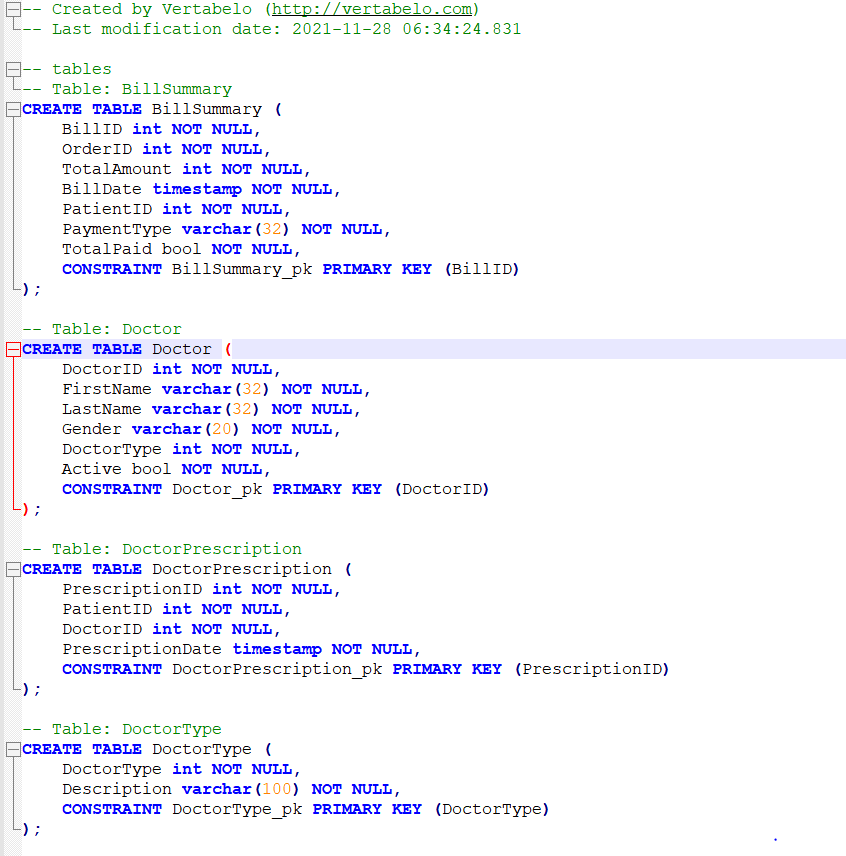 -- Created by Vertabelo (http://vertabelo.com)
-- Last modification date: 2021-11-28 06:34:24.831
-- tables
-- Table: BillSummary
CREATE TABLE BillSummary (
    BillID int NOT NULL,
    OrderID int NOT NULL,
    TotalAmount int NOT NULL,
    BillDate timestamp NOT NULL,
    PatientID int NOT NULL,
    PaymentType varchar(32) NOT NULL,
    TotalPaid bool NOT NULL,
    CONSTRAINT BillSummary_pk PRIMARY KEY (BillID)
);
-- Table: Doctor
CREATE TABLE Doctor (
    DoctorID int NOT NULL,
    FirstName varchar(32) NOT NULL,
    LastName varchar(32) NOT NULL,
    Gender varchar(20) NOT NULL,
    DoctorType int NOT NULL,
    Active bool NOT NULL,
    CONSTRAINT Doctor_pk PRIMARY KEY (DoctorID)
);
-- Table: DoctorPrescription
CREATE TABLE DoctorPrescription (
    PrescriptionID int NOT NULL,
    PatientID int NOT NULL,
    DoctorID int NOT NULL,
    PrescriptionDate timestamp NOT NULL,
    CONSTRAINT DoctorPrescription_pk PRIMARY KEY (PrescriptionID)
);
-- Table: DoctorType
CREATE TABLE DoctorType (
    DoctorType int NOT NULL,
    Description varchar(100) NOT NULL,
    CONSTRAINT DoctorType_pk PRIMARY KEY (DoctorType)
);